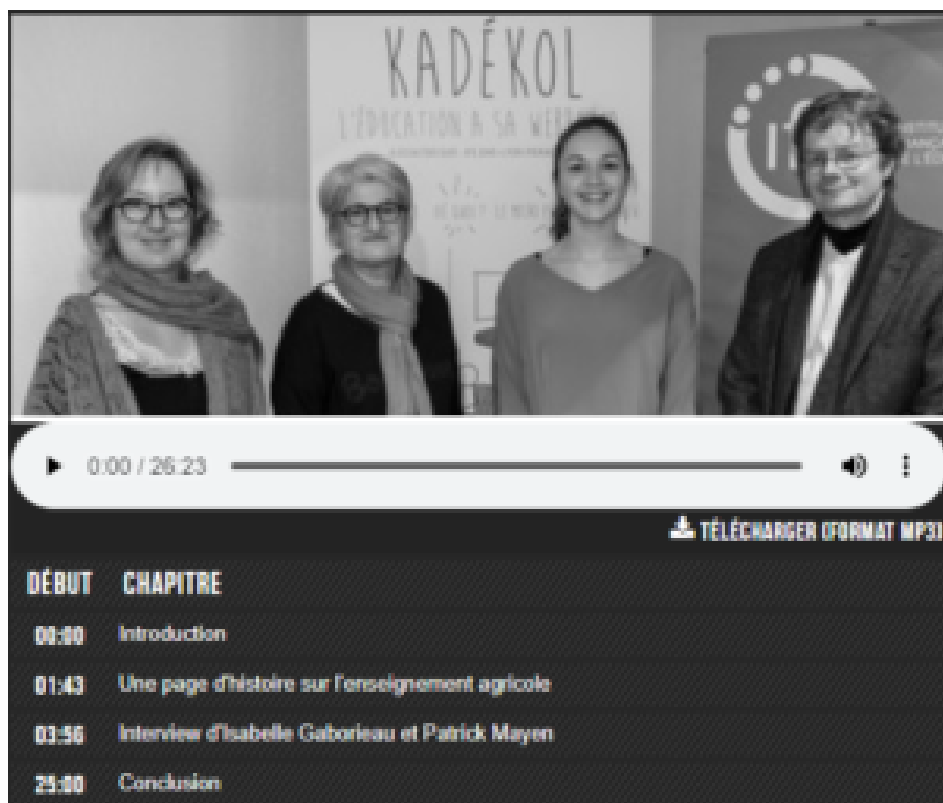 KADÉKOL
L'ÉDUCATION A SA
0:00 / 26:23
TÉLÉCHARGER (FORMAT MP3)
DÉBUT CHAPITRE
00:00 Introduction
01:43 Une page d'histoire sur l'enseignement agricole
03:56 Interview d'Isabelle Gaborieau et Patrick Mayen
25:00 Conclusion